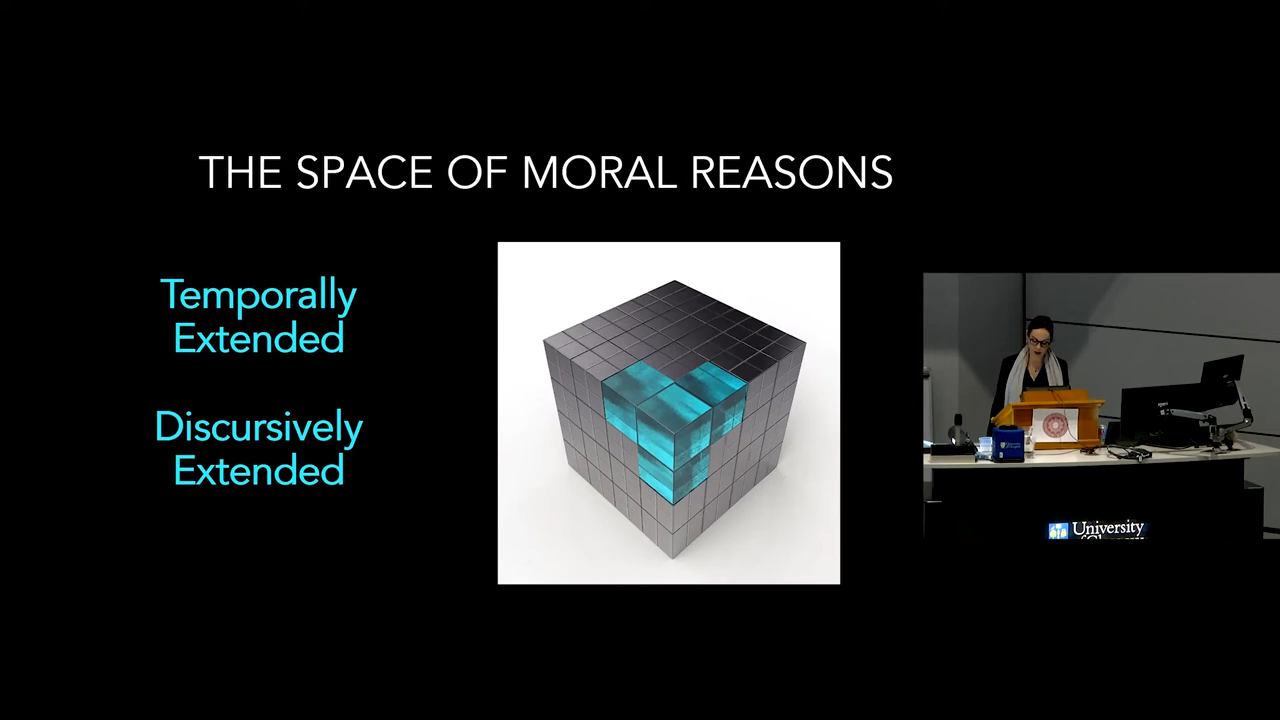 THE SPACE OF MORAL REASONS
Temporally
Extended
Discursively
Extended
University